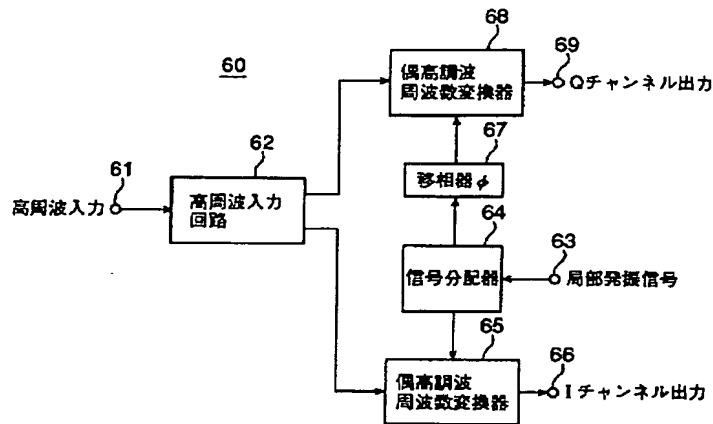 68
偶高調波
周波数変換器
69
Qチャンネル出力
60
67
移相器 φ
62
高周波入力
回路
61
高周波入力
64
信号分配器
63
局部発振信号
65
偶高調波
周波数変換器
66
Iチャンネル出力